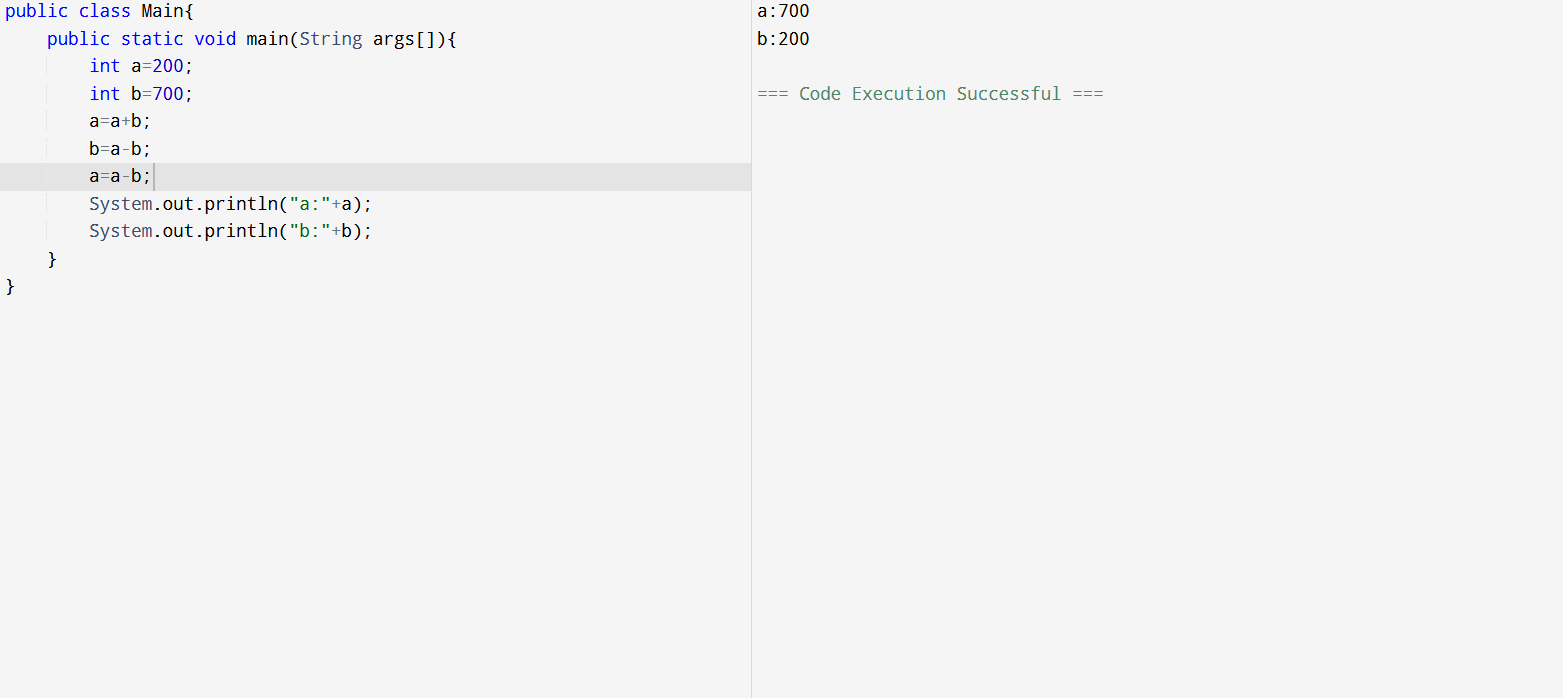 public class Main{
    public static void main(String args[]){
        int a=200;
        int b=700;
        a=a+b;
        b=a-b;
        a=a-b;
        System.out.println("a:"+a);
        System.out.println("b:"+b);
    }
}
a:700
b:200
=== Code Execution Successful ===